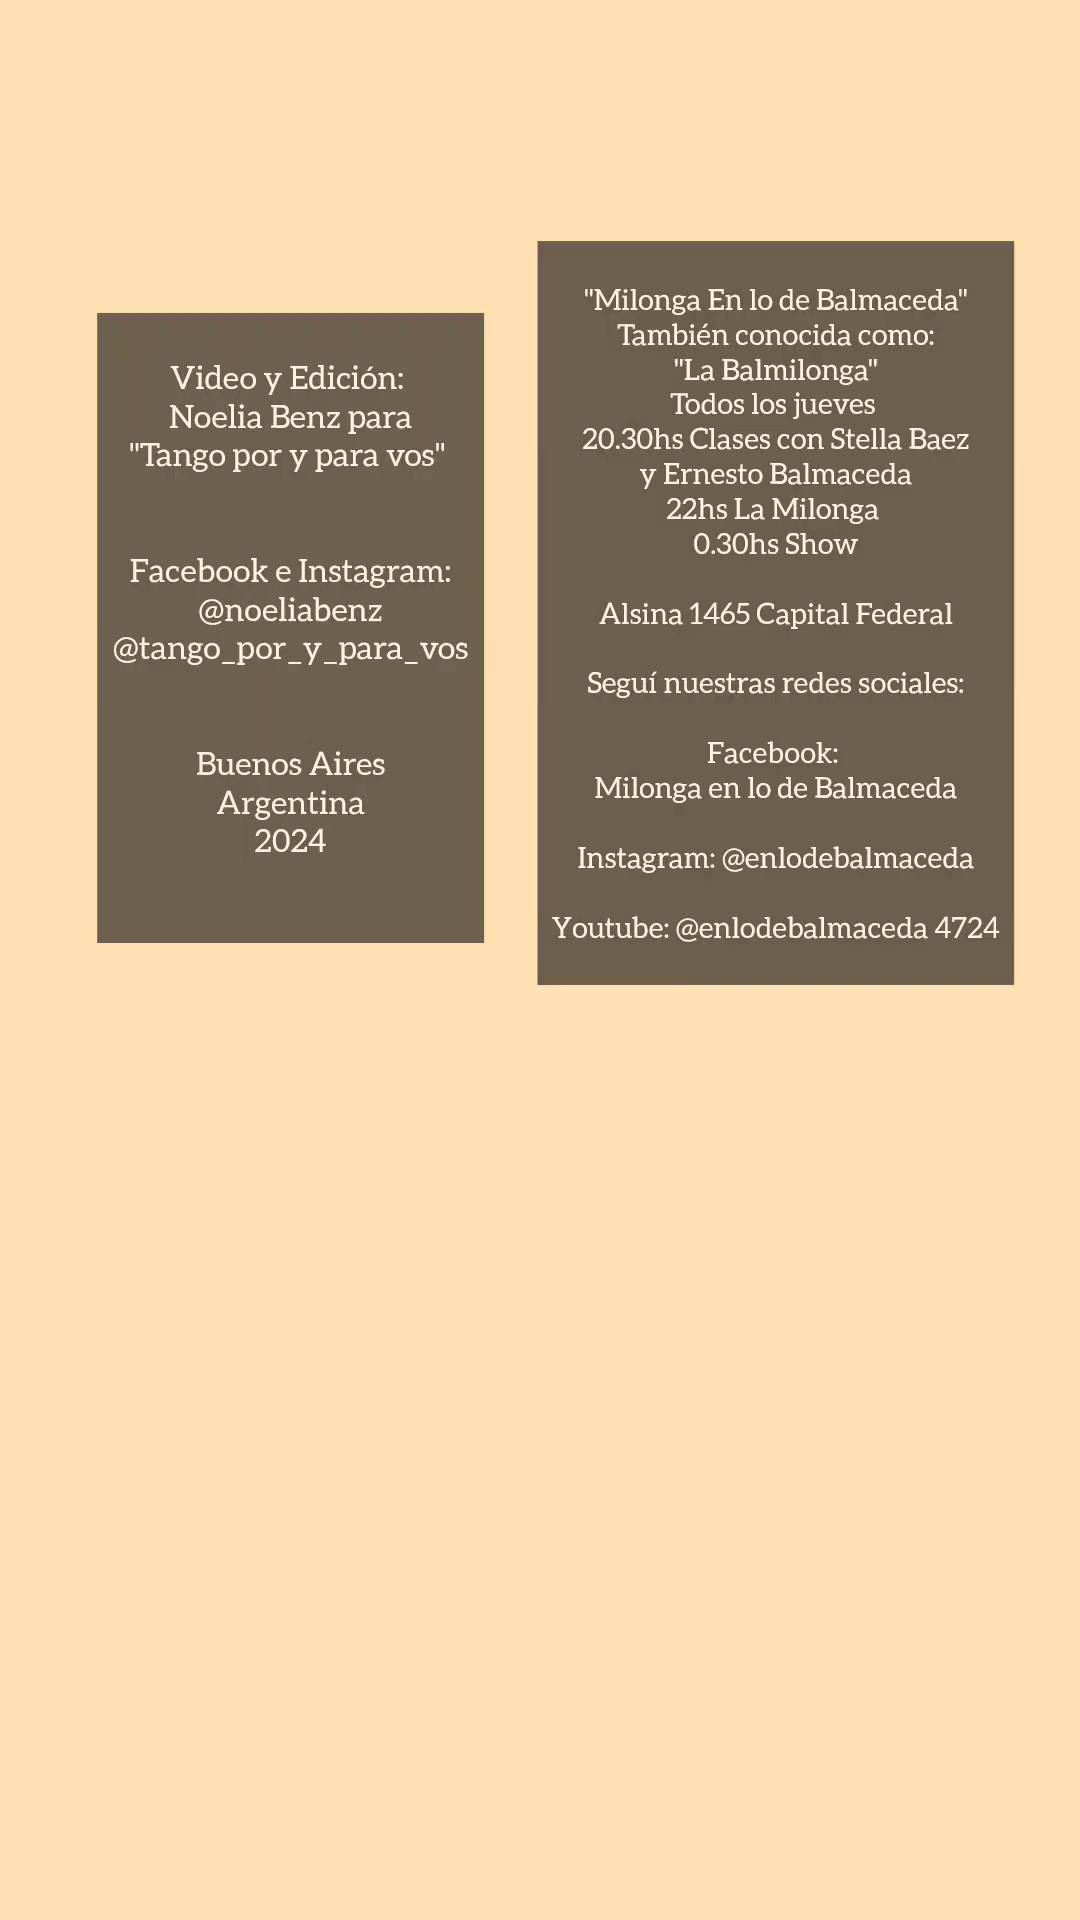 Video y Edición:
Noelia Benz para
"Tango por y para vos"
Facebook e Instagram:
@noeliabenz
@tango_por_y_para_vos
Buenos Aires
Argentina
2024
"Milonga En lo de Balmaceda"
También conocida como:
"La Balmilonga"
Todos los jueves
20.30hs Clases con Stella Baez
y Ernesto Balmaceda
22hs La Milonga
0.30hs Show
Alsina 1465 Capital Federal
Seguí nuestras redes sociales:
Facebook:
Milonga en lo de Balmaceda
Instagram: @enlodebalmaceda
Youtube: @enlodebalmaceda 4724